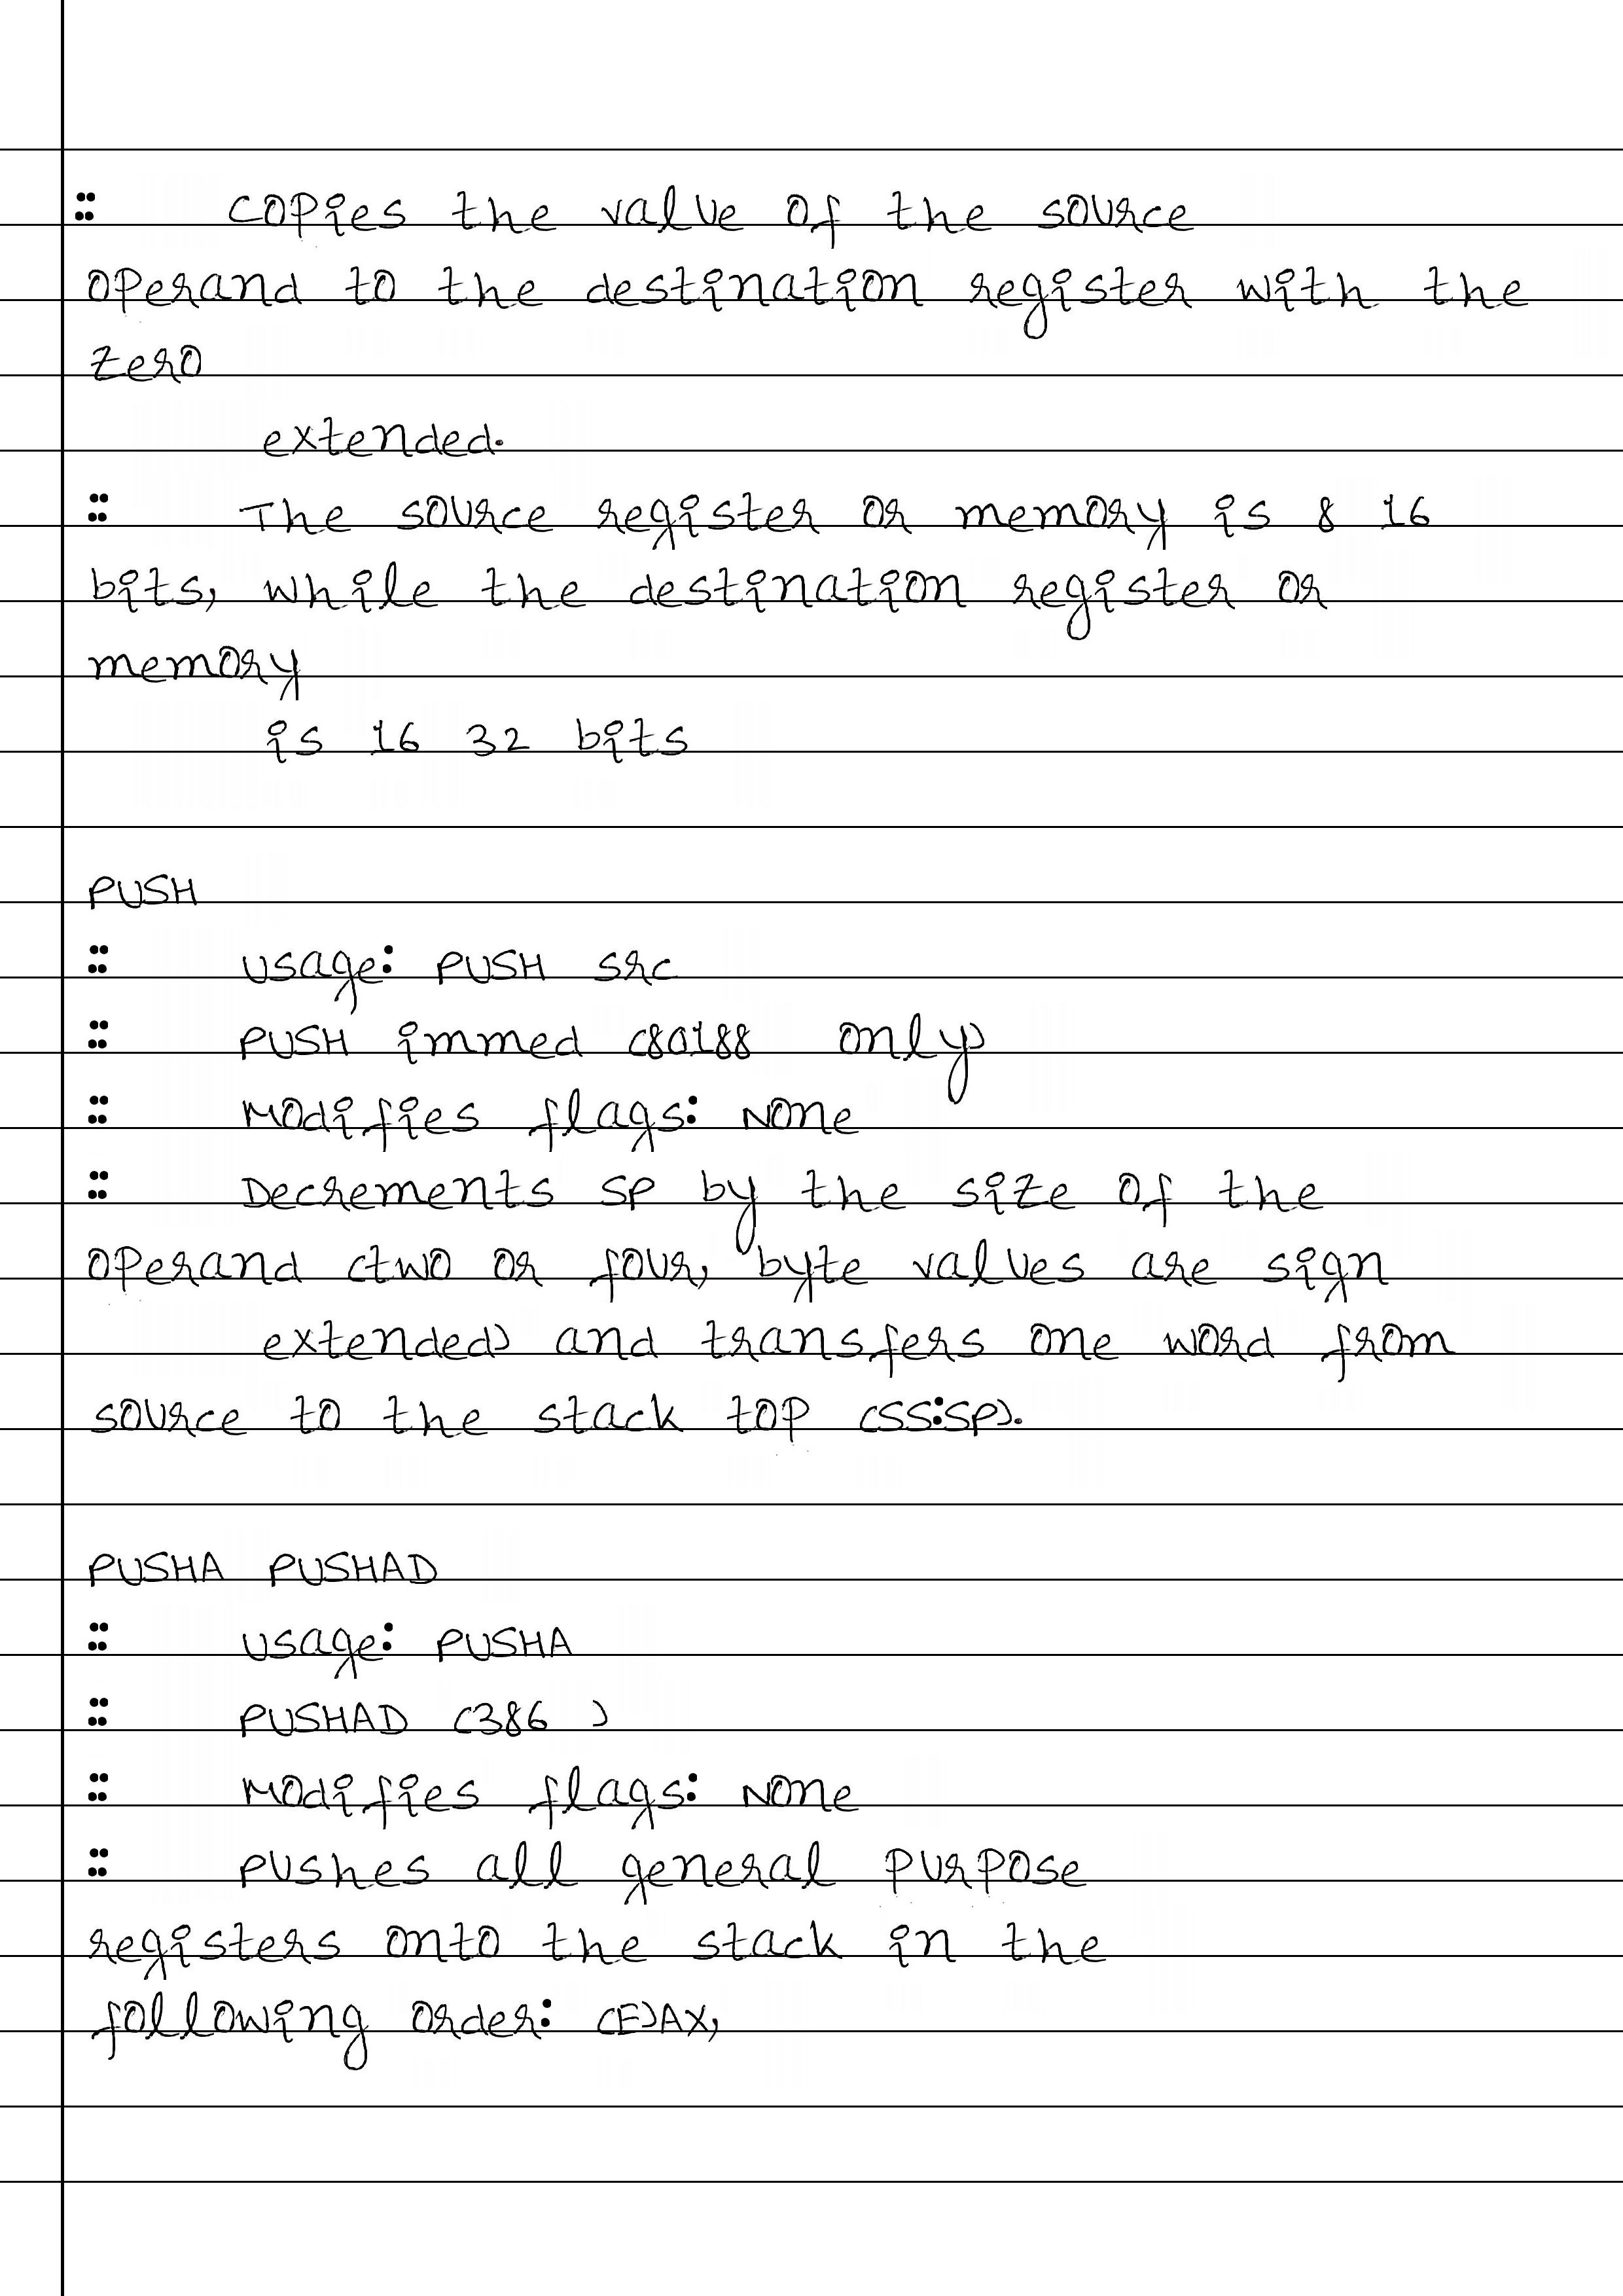 :: Copies the value of the source
operand to the destination register with the
zero
extended.
:: The source register or memory is 8 16
bits, while the destination register or
memory
is 16 32 bits
PUSH
:: Usage: PUSH src
:: PUSH immed (80188 only)
:: Modifies flags: None
:: Decrements SP by the size of the
operand (two or four, byte values are sign
extended) and transfers one word from
source to the stack top (SS:SP).
PUSHA PUSHAD
:: Usage: PUSHA
:: PUSHAD (386 )
:: Modifies flags: None
:: Pushes all general purpose
registers onto the stack in the
following order: (E)AX,